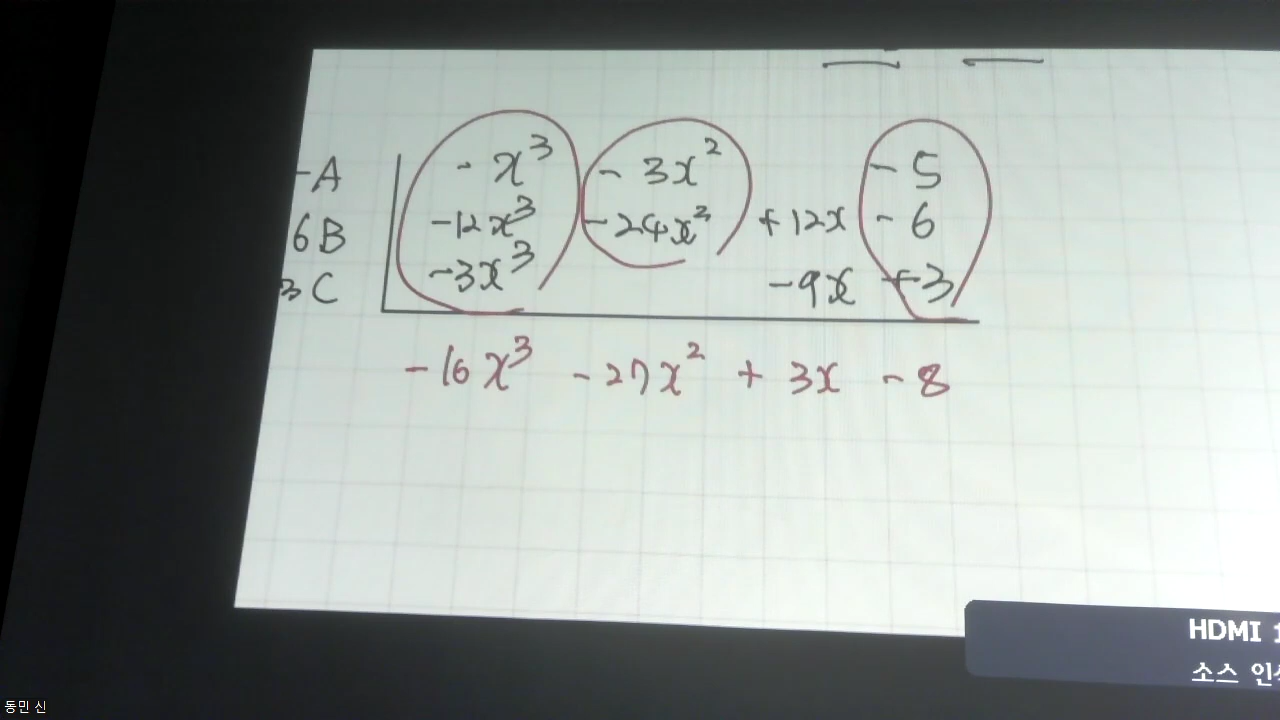 -A -x³ -3x² -5
6B -12x³ -24x² +12x -6
3C -3x³ -9x +3
-16x³ -27x² + 3x -8
HDMI
소스
동민 신